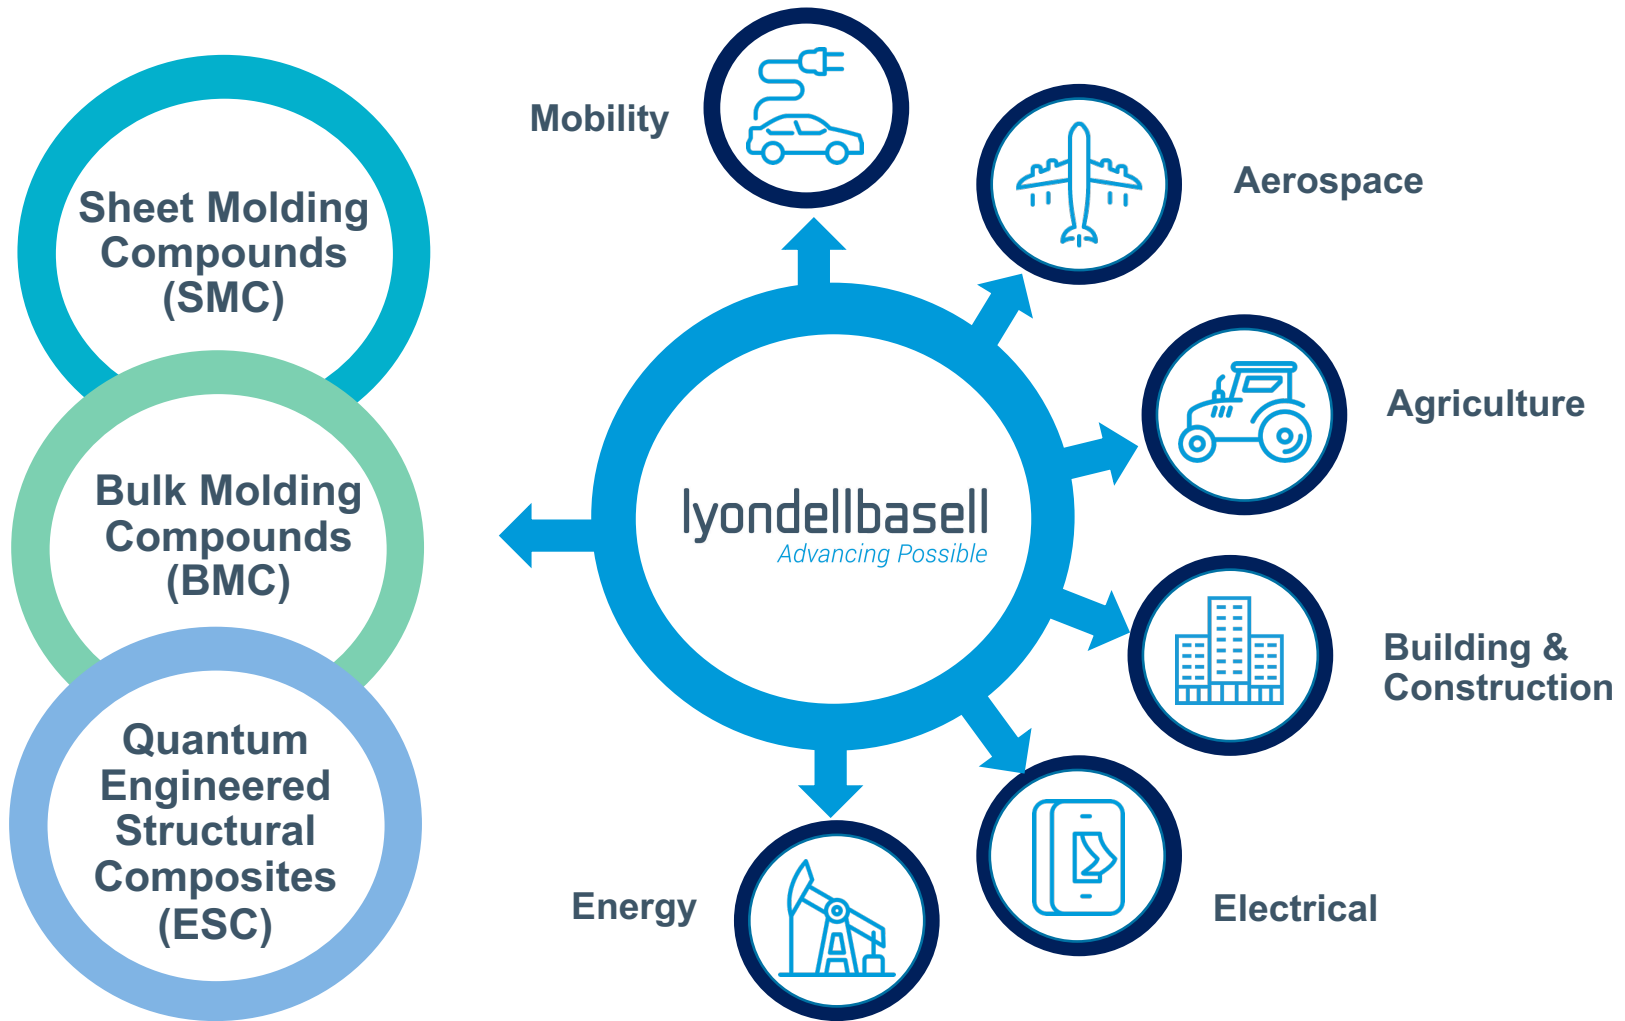 Sheet Molding
Compounds
(SMC)
Bulk Molding
Compounds
(BMC)
Quantum
Engineered
Structural
Composites
(ESC)
lyondellbasell
Advancing Possible
Mobility
Aerospace
Agriculture
Building &
Construction
Electrical
Energy